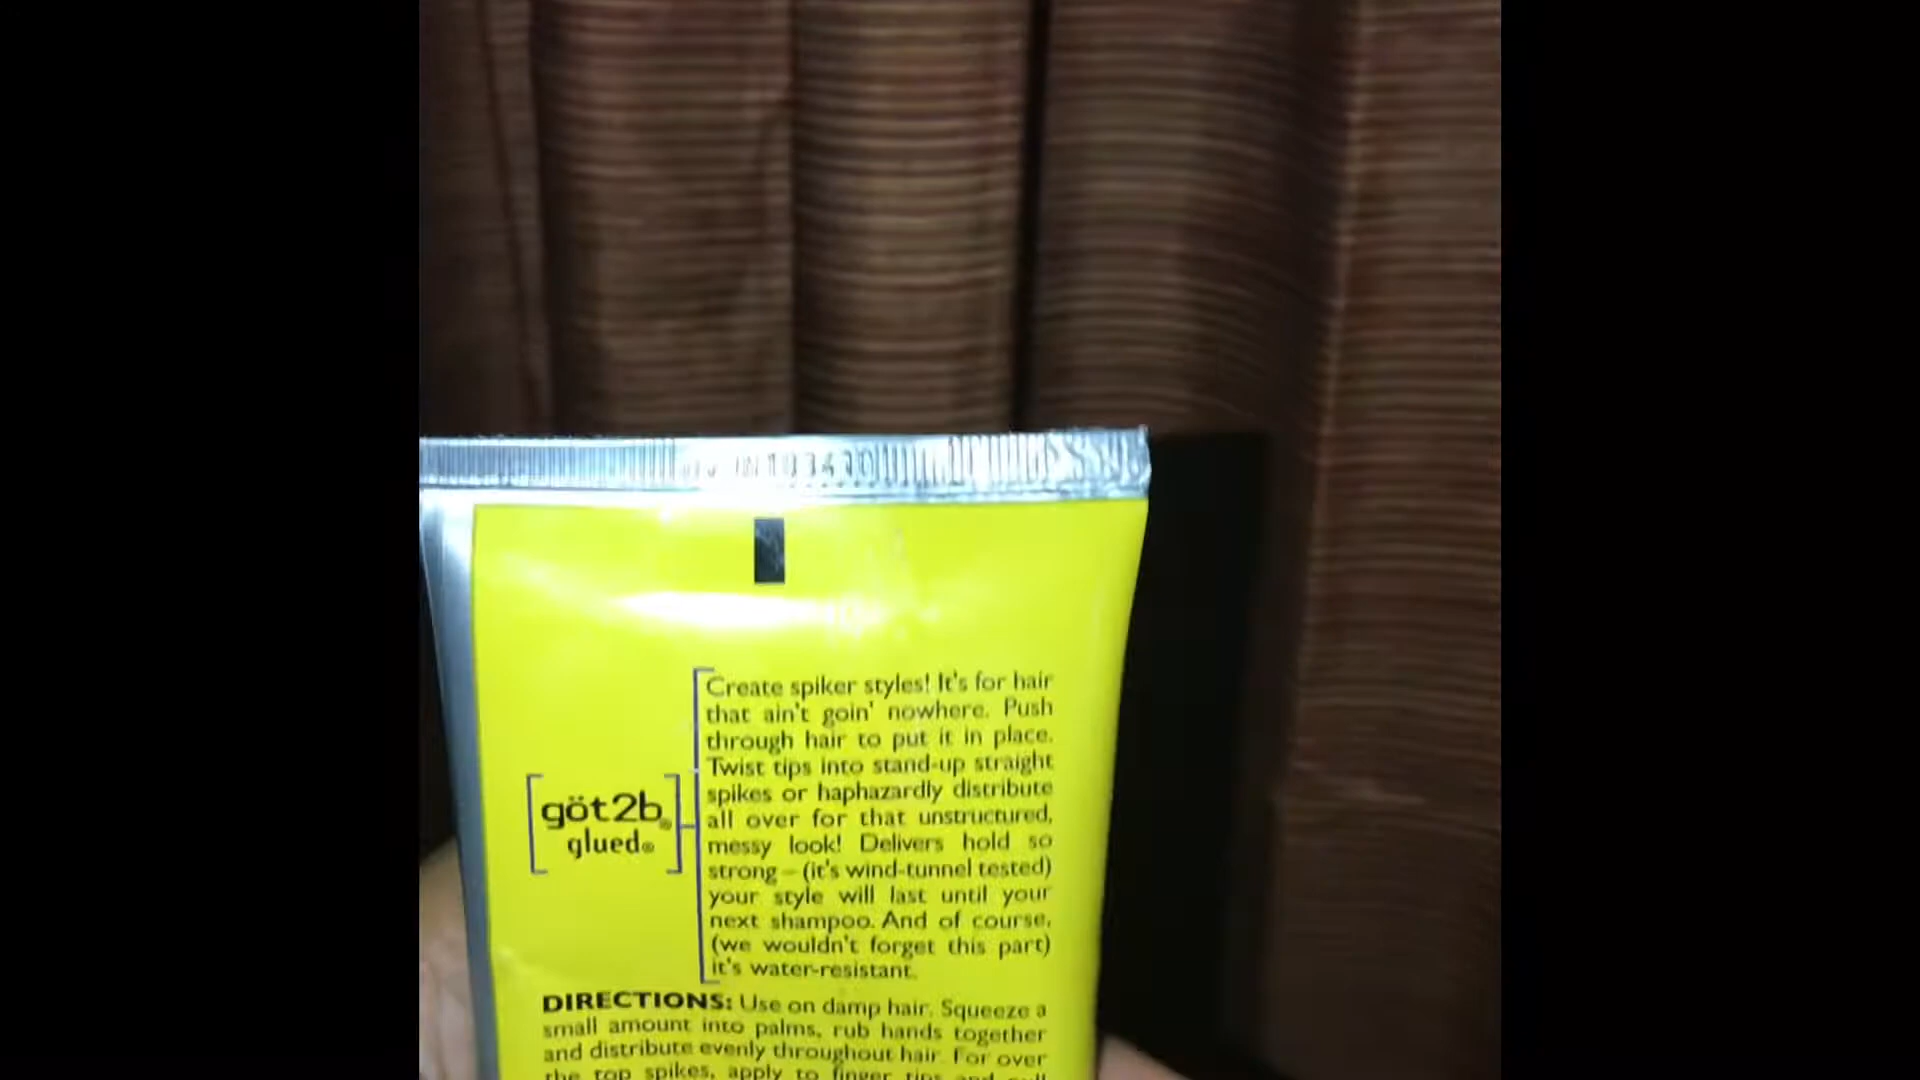 Create spiker styles! It's for hair
that ain't goin' nowhere. Push
through hair to put it in place.
Twist tips into stand-up straight
spikes or haphazardly distribute
all over for that unstructured,
messy look! Delivers hold so
strong – (it's wind-tunnel tested)
your style will last until your
next shampoo. And of course,
(we wouldn't forget this part)
it's water-resistant.
göt2b®
glued®
DIRECTIONS: Use on damp hair. Squeeze a
small amount into palms, rub hands together
and distribute evenly throughout hair. For over
the top spikes, apply to finger tips and pull